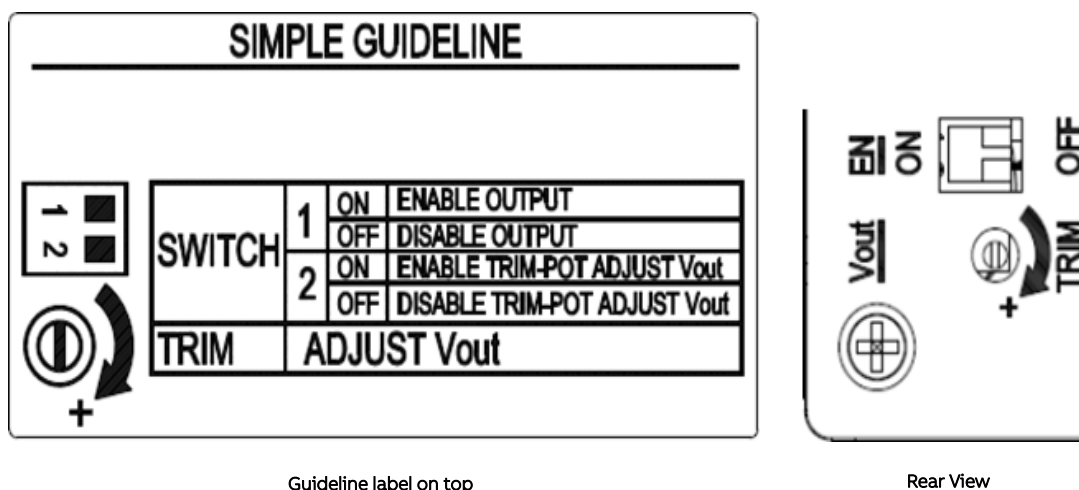 SIMPLE GUIDELINE
1
2
SWITCH
1
ON ENABLE OUTPUT
OFF DISABLE OUTPUT
2
ON ENABLE TRIM-POT ADJUST Vout
OFF DISABLE TRIM-POT ADJUST Vout
TRIM ADJUST Vout
+
EN
ON
OFF
Vout
TRIM
+
Guideline label on top
Rear View